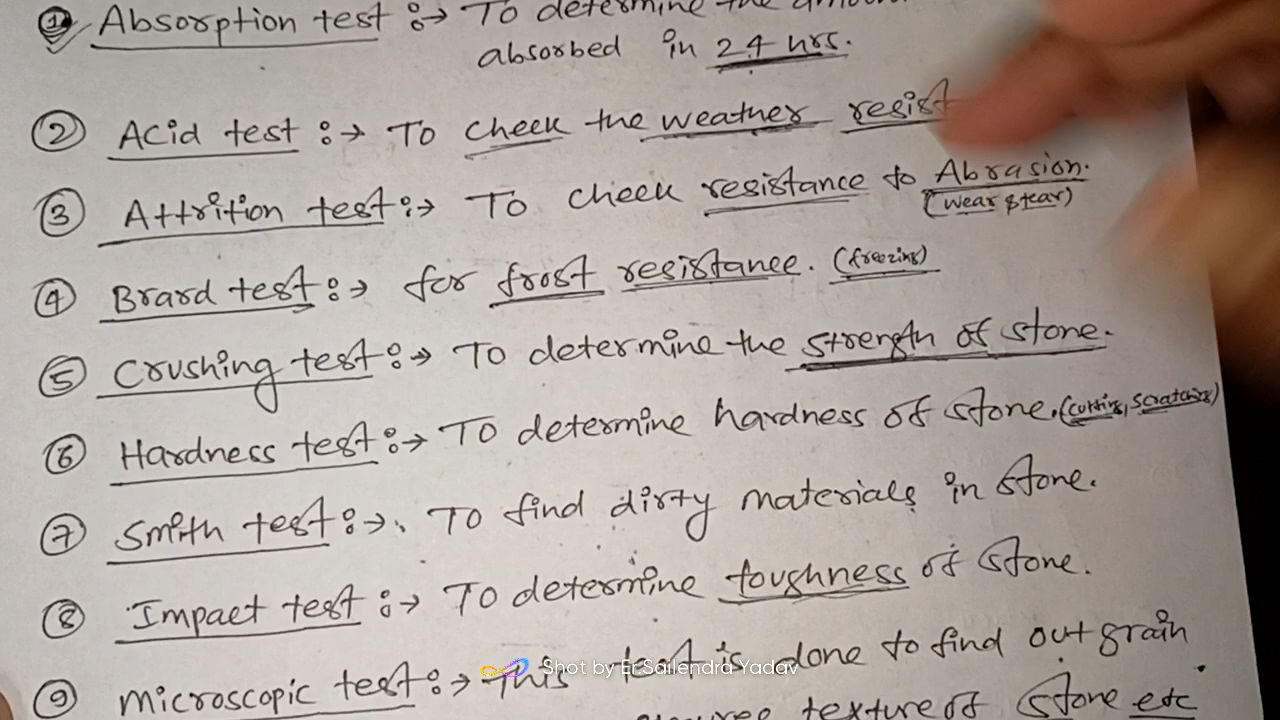 ① Absorption test :→ To determine the
absorbed in 24 hrs.
② Acid test :→ To cheek the weather resist
③ Attrition test :→ To cheek resistance to Abrasion.
(wear & tear)
④ Brard test :→ for frost resistance. (freezing)
⑤ Crushing test :→ To determine the strength of stone.
⑥ Hardness test :→ To determine hardness of stone. (cutting, scratching)
⑦ Smith test :→ To find dirty materials in stone.
⑧ Impact test :→ To determine toughness of stone.
⑨ Microscopic test :→ This test is done to find out grain
texture of stone etc
Shot by Er.Sailendra Yadav